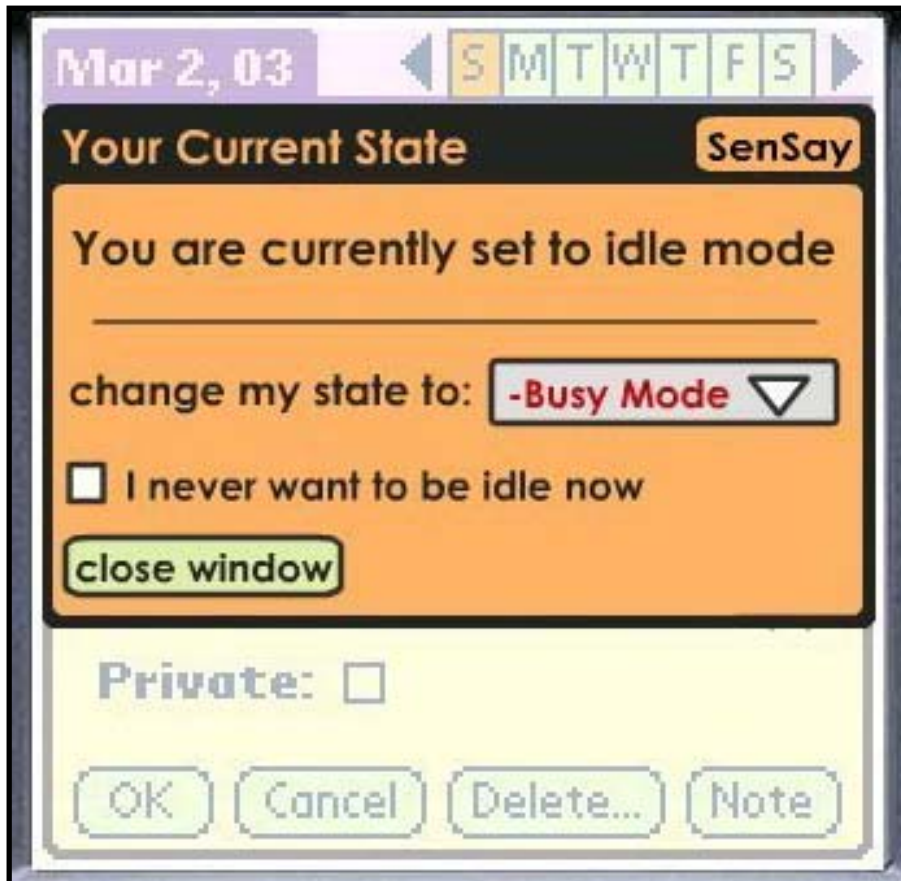 Mar 2, 03 S M T W T F S
Your Current State SenSay
You are currently set to idle mode
change my state to: -Busy Mode
I never want to be idle now
close window
Private:
OK Cancel Delete... Note